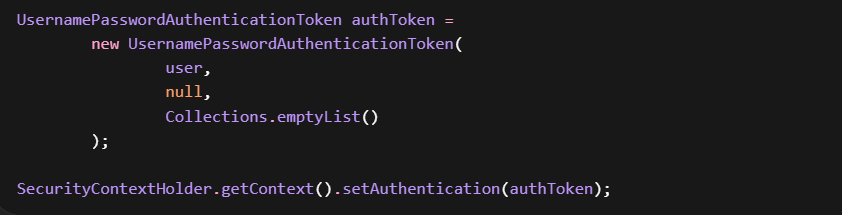 UsernamePasswordAuthenticationToken authToken =
        new UsernamePasswordAuthenticationToken(
                user,
                null,
                Collections.emptyList()
        );

SecurityContextHolder.getContext().setAuthentication(authToken);